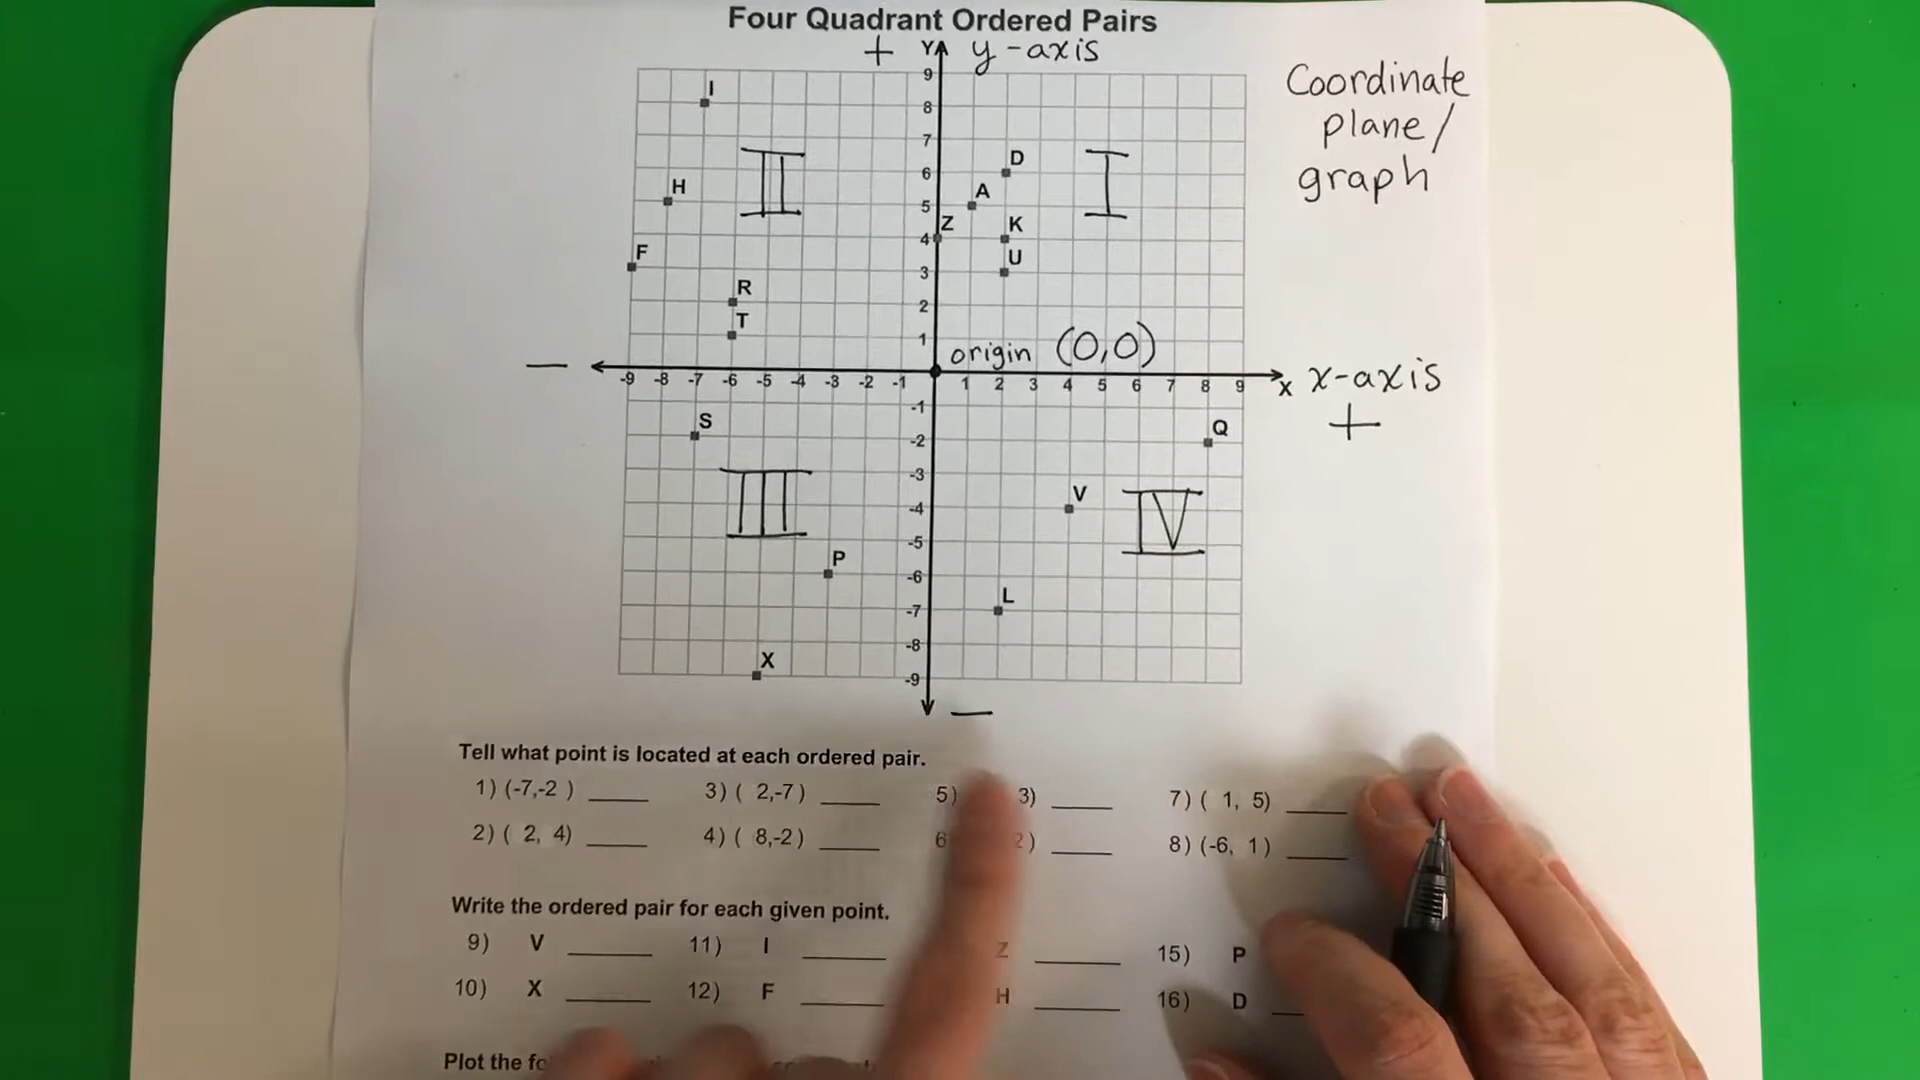 Four Quadrant Ordered Pairs
+ Y y-axis
Coordinate
plane/
graph
9
8
7
6
5
4
3
2
1
I
II
D
I
H
A
Z
K
F
U
R
T
origin (0,0)
— -9 -8 -7 -6 -5 -4 -3 -2 -1 1 2 3 4 5 6 7 8 9 X x-axis
+
-1
-2
-3
-4
-5
-6
-7
-8
-9
S
Q
III
V
IV
P
L
X
—
Tell what point is located at each ordered pair.
1) (-7,-2 ) ____ 3) ( 2,-7 ) ____ 5) 3) ____ 7) ( 1, 5) ____
2) ( 2, 4) ____ 4) ( 8,-2 ) ____ 6 2 ) ____ 8) (-6, 1 ) ____
Write the ordered pair for each given point.
9) V ____ 11) I ____ Z ____ 15) P
10) X ____ 12) F ____ H ____ 16) D __
Plot the